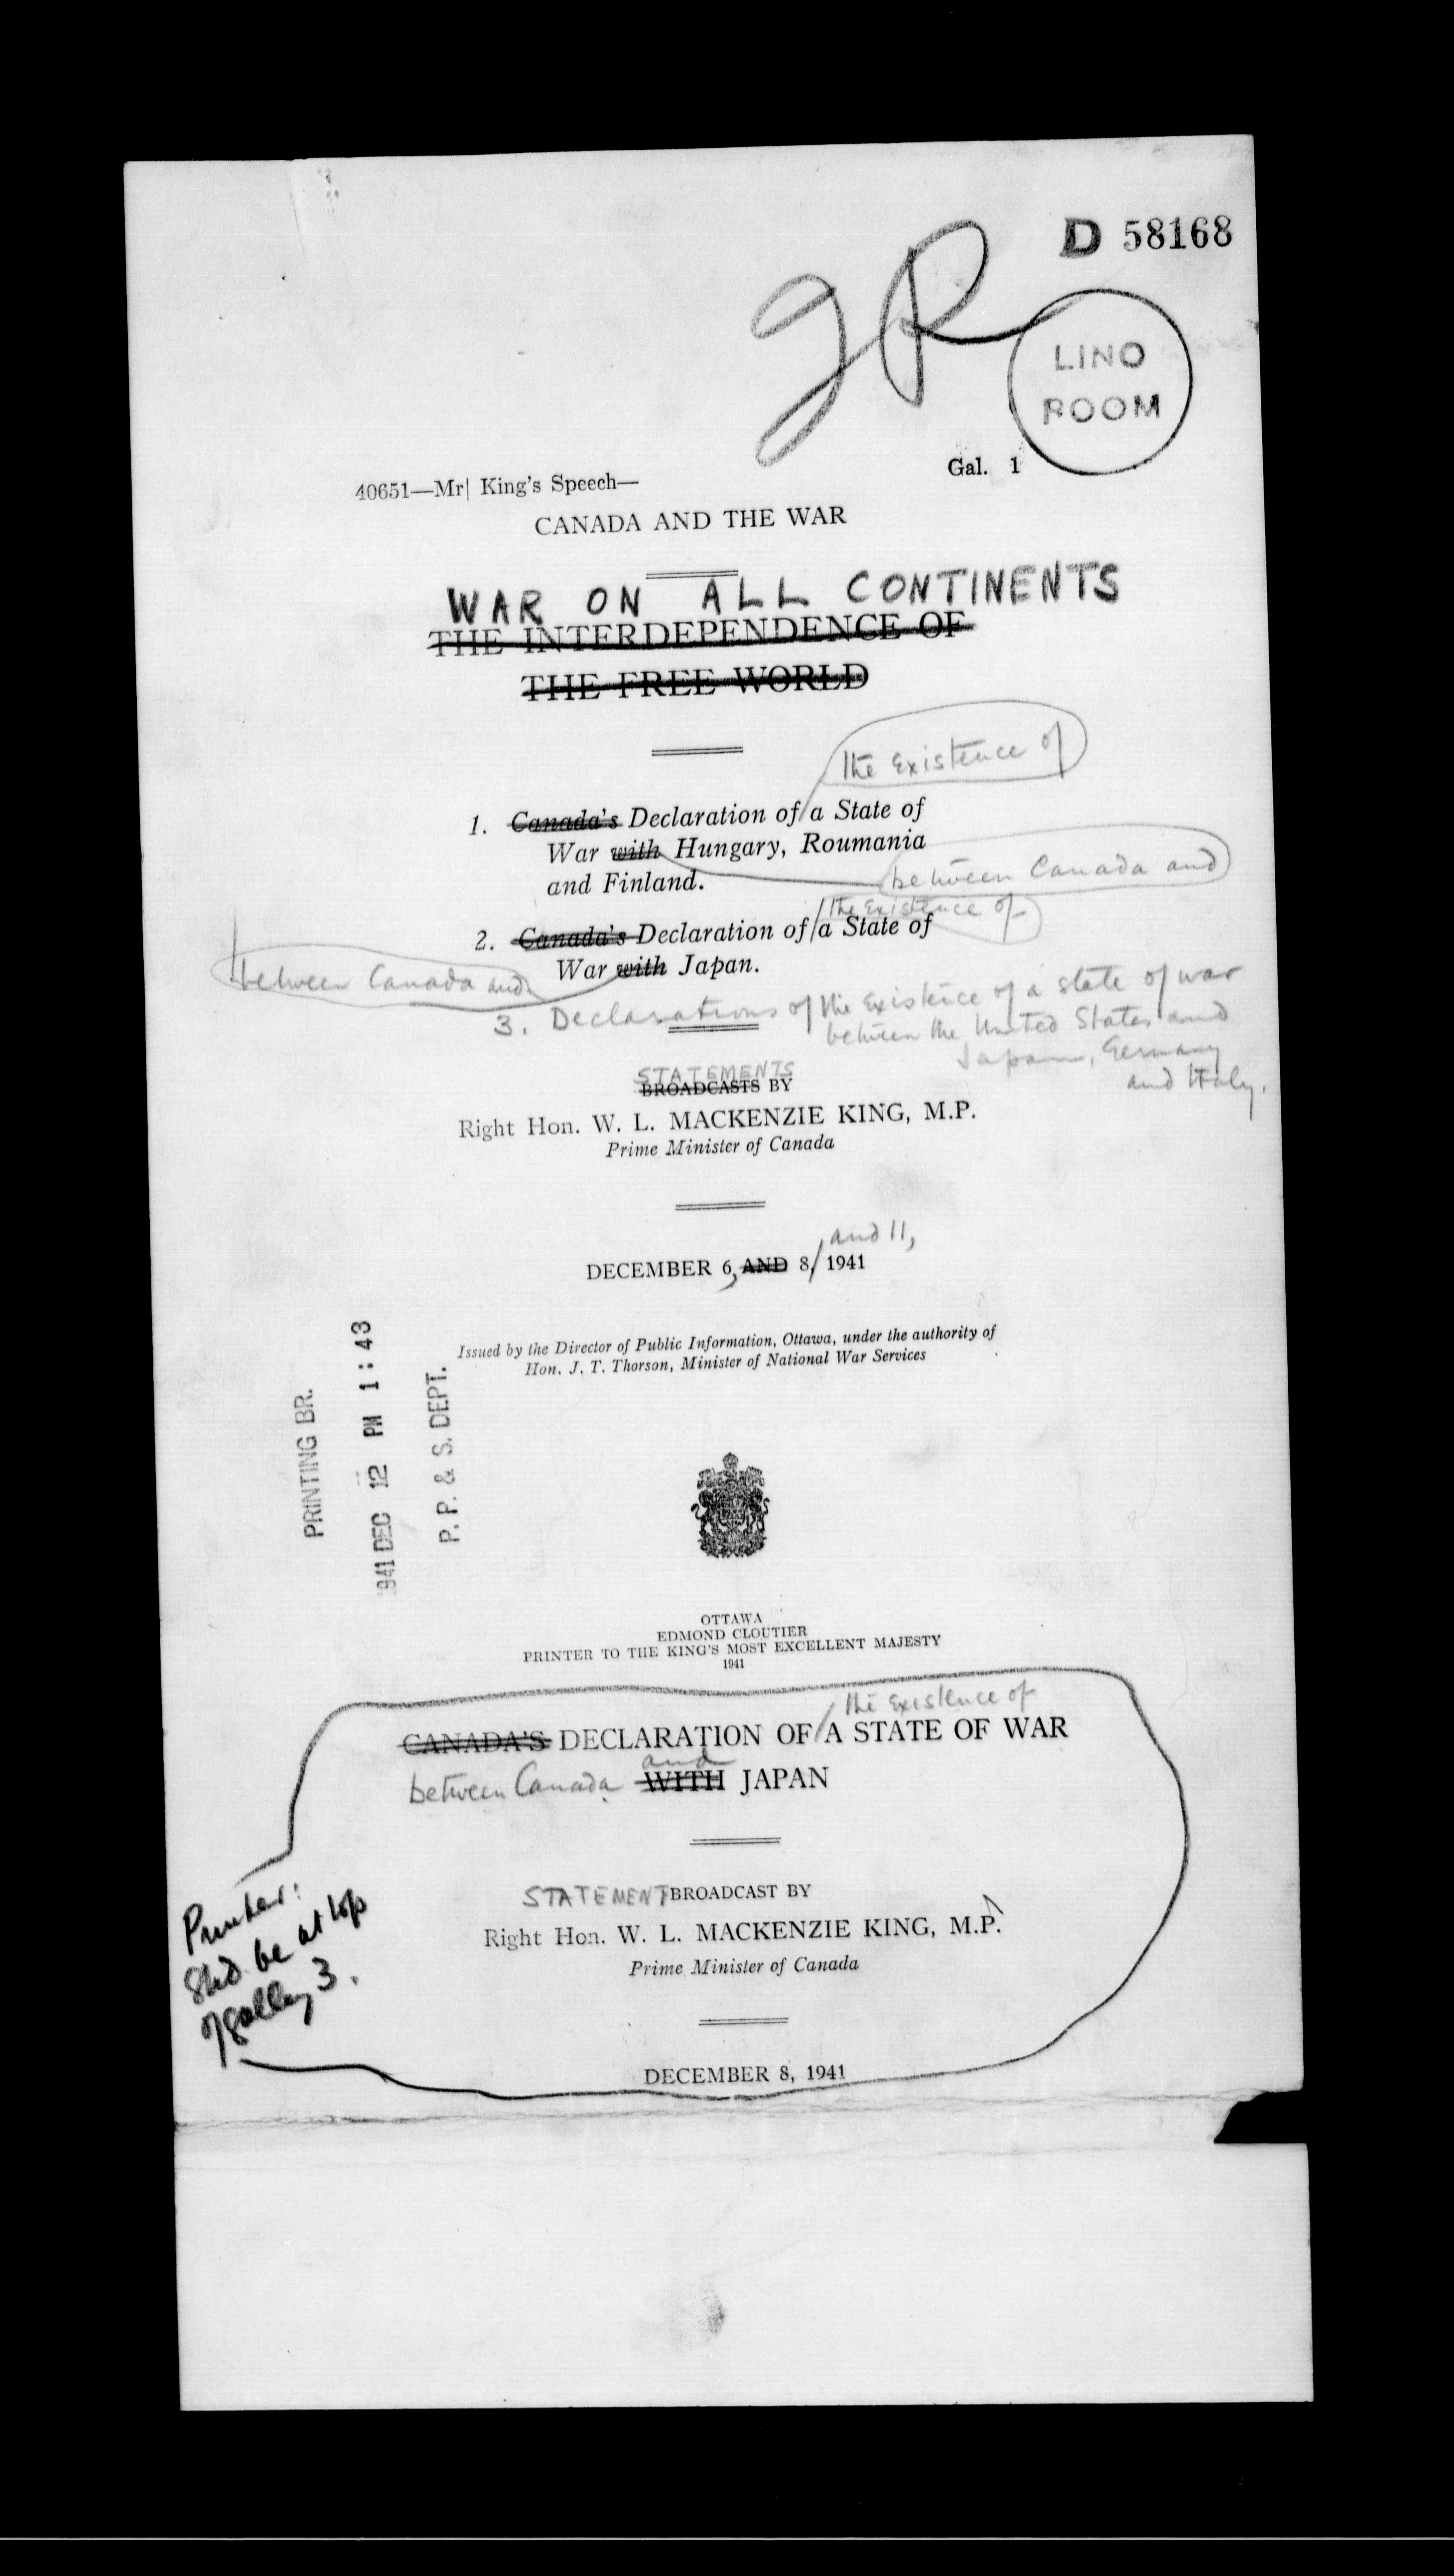 D 58168
LINO
ROOM
Gal. 1
40651—Mr| King's Speech—
CANADA AND THE WAR
WAR ON ALL CONTINENTS
THE INTERDEPENDENCE OF
THE FREE WORLD
the existence of
1. Canada's Declaration of a State of
War with Hungary, Roumania
between Canada and
and Finland.
the existence of
2. Canada's Declaration of a State of
War with Japan.
between Canada and
3. Declarations of the existence of a state of war
between the United States and
Japan, Germany
and Italy.
STATEMENTS
BROADCASTS BY
Right Hon. W. L. MACKENZIE KING, M.P.
Prime Minister of Canada
, and 11,
DECEMBER 6, AND 8, 1941
Issued by the Director of Public Information, Ottawa, under the authority of
Hon. J. T. Thorson, Minister of National War Services
PRINTING BR.
1941 DEC 12 PM 1:43
P. P. & S. DEPT.
OTTAWA
EDMOND CLOUTIER
PRINTER TO THE KING'S MOST EXCELLENT MAJESTY
1941
the existence of
CANADA'S DECLARATION OF A STATE OF WAR
and
between Canada WITH JAPAN
STATEMENT BROADCAST BY
Right Hon. W. L. MACKENZIE KING, M.P.
Prime Minister of Canada
Printer:
Shd. be at top
of galley 3.
DECEMBER 8, 1941